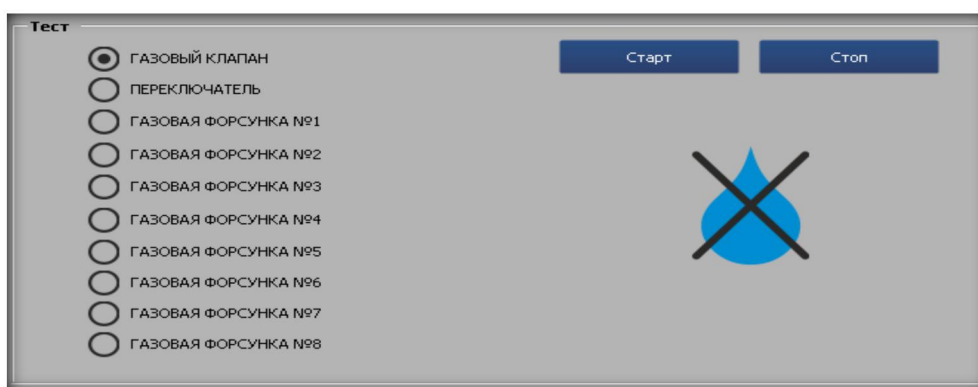 Тест
ГАЗОВЫЙ КЛАПАН
Старт
Стоп
ПЕРЕКЛЮЧАТЕЛЬ
ГАЗОВАЯ ФОРСУНКА №1
ГАЗОВАЯ ФОРСУНКА №2
ГАЗОВАЯ ФОРСУНКА №3
ГАЗОВАЯ ФОРСУНКА №4
ГАЗОВАЯ ФОРСУНКА №5
ГАЗОВАЯ ФОРСУНКА №6
ГАЗОВАЯ ФОРСУНКА №7
ГАЗОВАЯ ФОРСУНКА №8